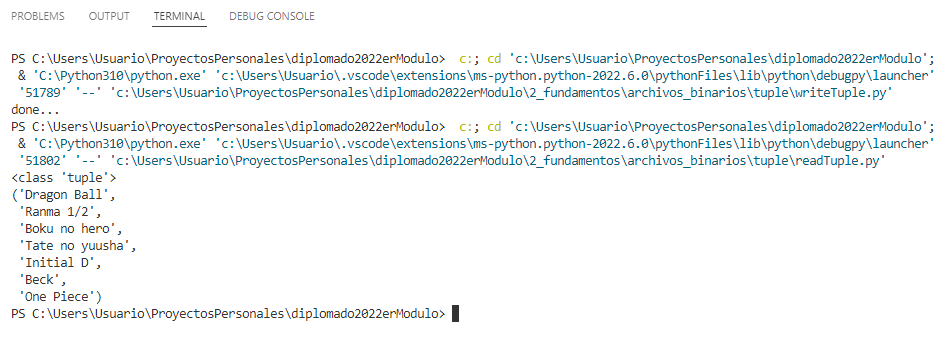 PROBLEMS OUTPUT TERMINAL DEBUG CONSOLE
PS C:\Users\Usuario\ProyectosPersonales\diplomado2022erModulo>  c:; cd 'c:\Users\Usuario\ProyectosPersonales\diplomado2022erModulo';
 & 'C:\Python310\python.exe' 'c:\Users\Usuario\.vscode\extensions\ms-python.python-2022.6.0\pythonFiles\lib\python\debugpy\launcher'
 '51789' '--' 'c:\Users\Usuario\ProyectosPersonales\diplomado2022erModulo\2_fundamentos\archivos_binarios\tuple\writeTuple.py'
done...
PS C:\Users\Usuario\ProyectosPersonales\diplomado2022erModulo>  c:; cd 'c:\Users\Usuario\ProyectosPersonales\diplomado2022erModulo';
 & 'C:\Python310\python.exe' 'c:\Users\Usuario\.vscode\extensions\ms-python.python-2022.6.0\pythonFiles\lib\python\debugpy\launcher'
 '51802' '--' 'c:\Users\Usuario\ProyectosPersonales\diplomado2022erModulo\2_fundamentos\archivos_binarios\tuple\readTuple.py'
<class 'tuple'>
('Dragon Ball',
 'Ranma 1/2',
 'Boku no hero',
 'Tate no yuusha',
 'Initial D',
 'Beck',
 'One Piece')
PS C:\Users\Usuario\ProyectosPersonales\diplomado2022erModulo>